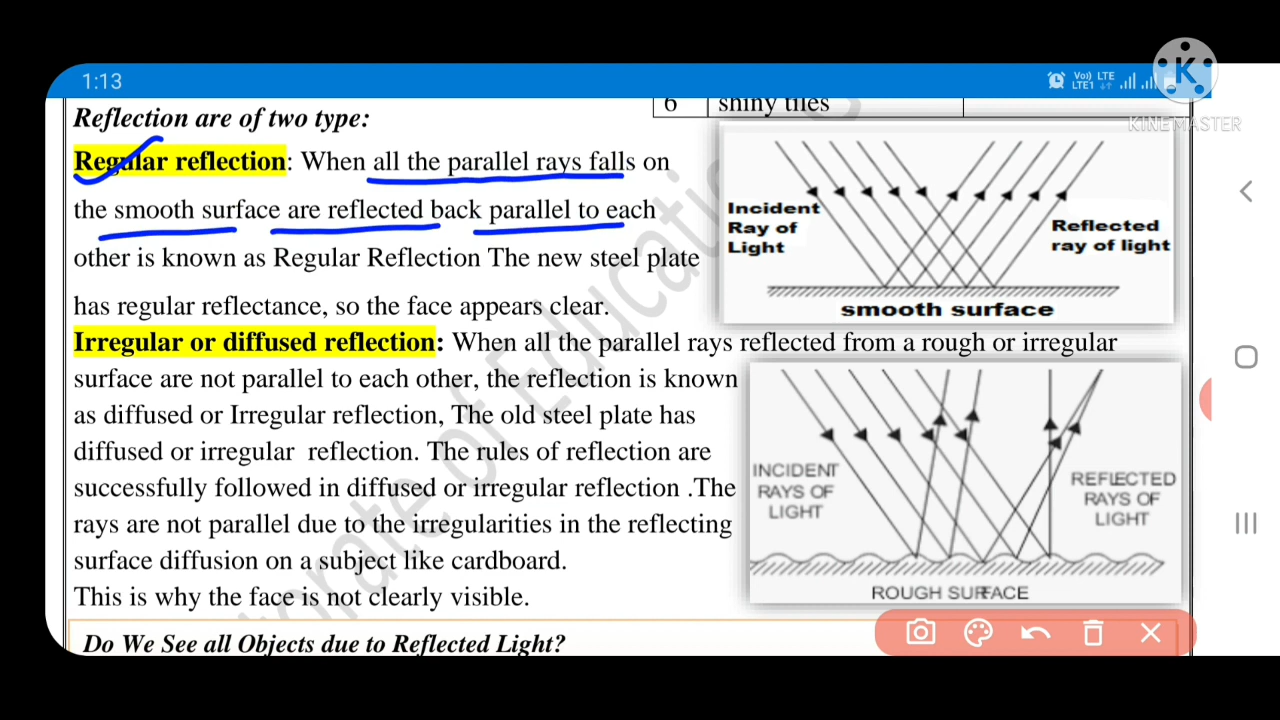 1:13
Vo)) LTE
LTE1
K
KINEMASTER
6 shiny tiles
Reflection are of two type:
Regular reflection: When all the parallel rays falls on
the smooth surface are reflected back parallel to each
other is known as Regular Reflection The new steel plate
has regular reflectance, so the face appears clear.
Incident
Ray of
Light
Reflected
ray of light
smooth surface
Irregular or diffused reflection: When all the parallel rays reflected from a rough or irregular
surface are not parallel to each other, the reflection is known
as diffused or Irregular reflection, The old steel plate has
diffused or irregular reflection. The rules of reflection are
successfully followed in diffused or irregular reflection .The
rays are not parallel due to the irregularities in the reflecting
surface diffusion on a subject like cardboard.
This is why the face is not clearly visible.
INCIDENT
RAYS OF
LIGHT
REFLECTED
RAYS OF
LIGHT
ROUGH SURFACE
Do We See all Objects due to Reflected Light?
of Education